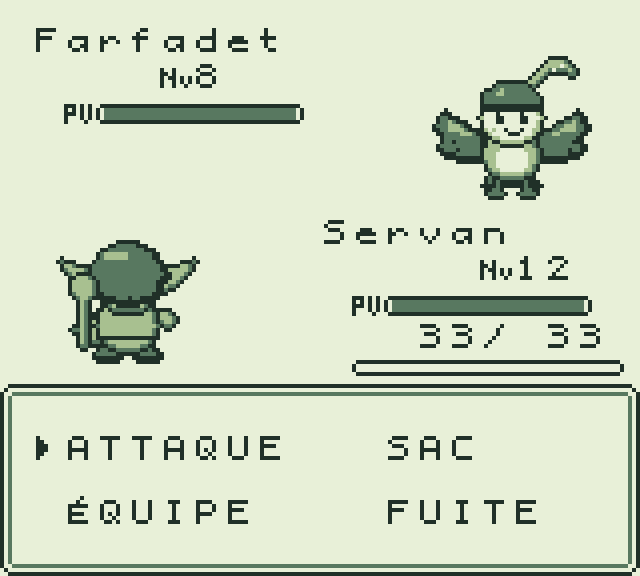 Farfadet
Nv8
PV
Servan
Nv12
PV
33/ 33
ATTAQUE SAC
ÉQUIPE FUITE